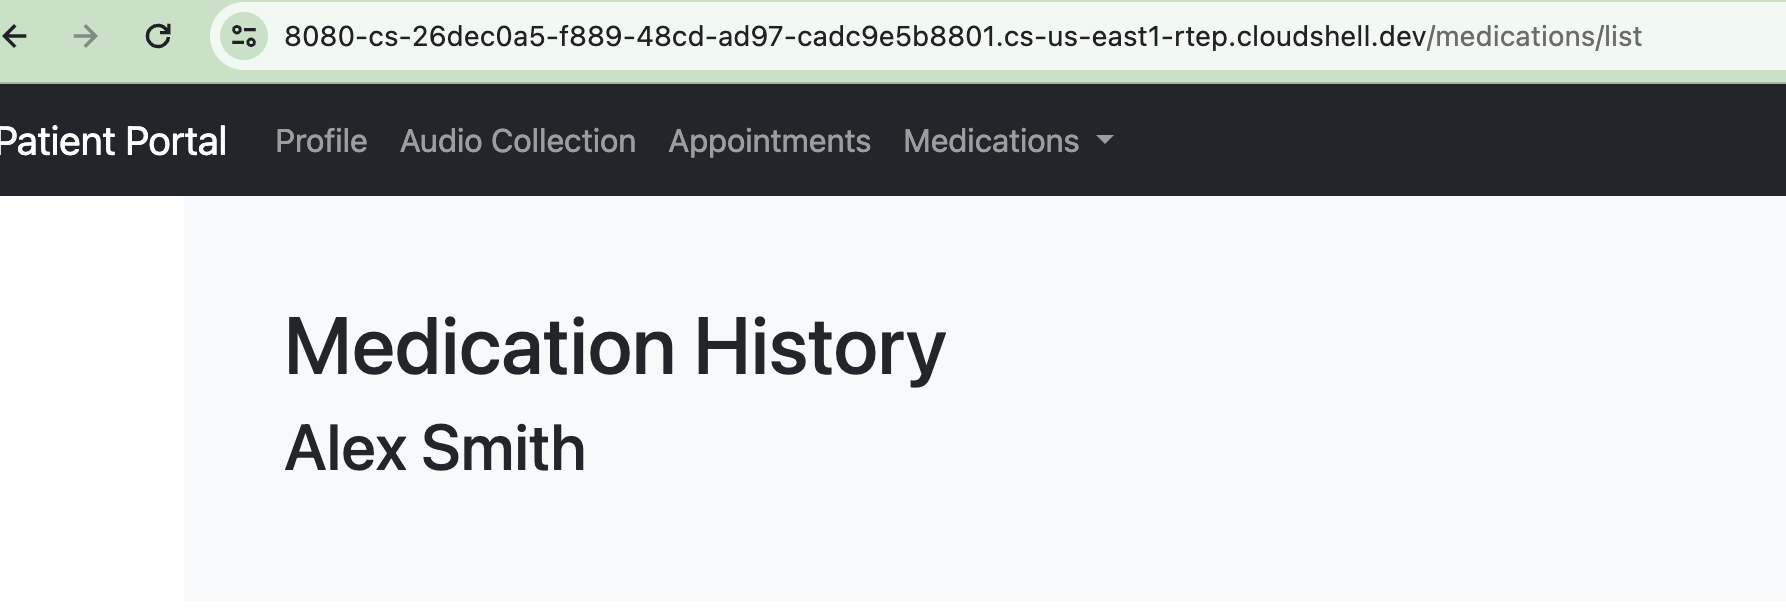 8080-cs-26dec0a5-f889-48cd-ad97-cadc9e5b8801.cs-us-east1-rtep.cloudshell.dev/medications/list
Patient Portal Profile Audio Collection Appointments Medications
Medication History
Alex Smith